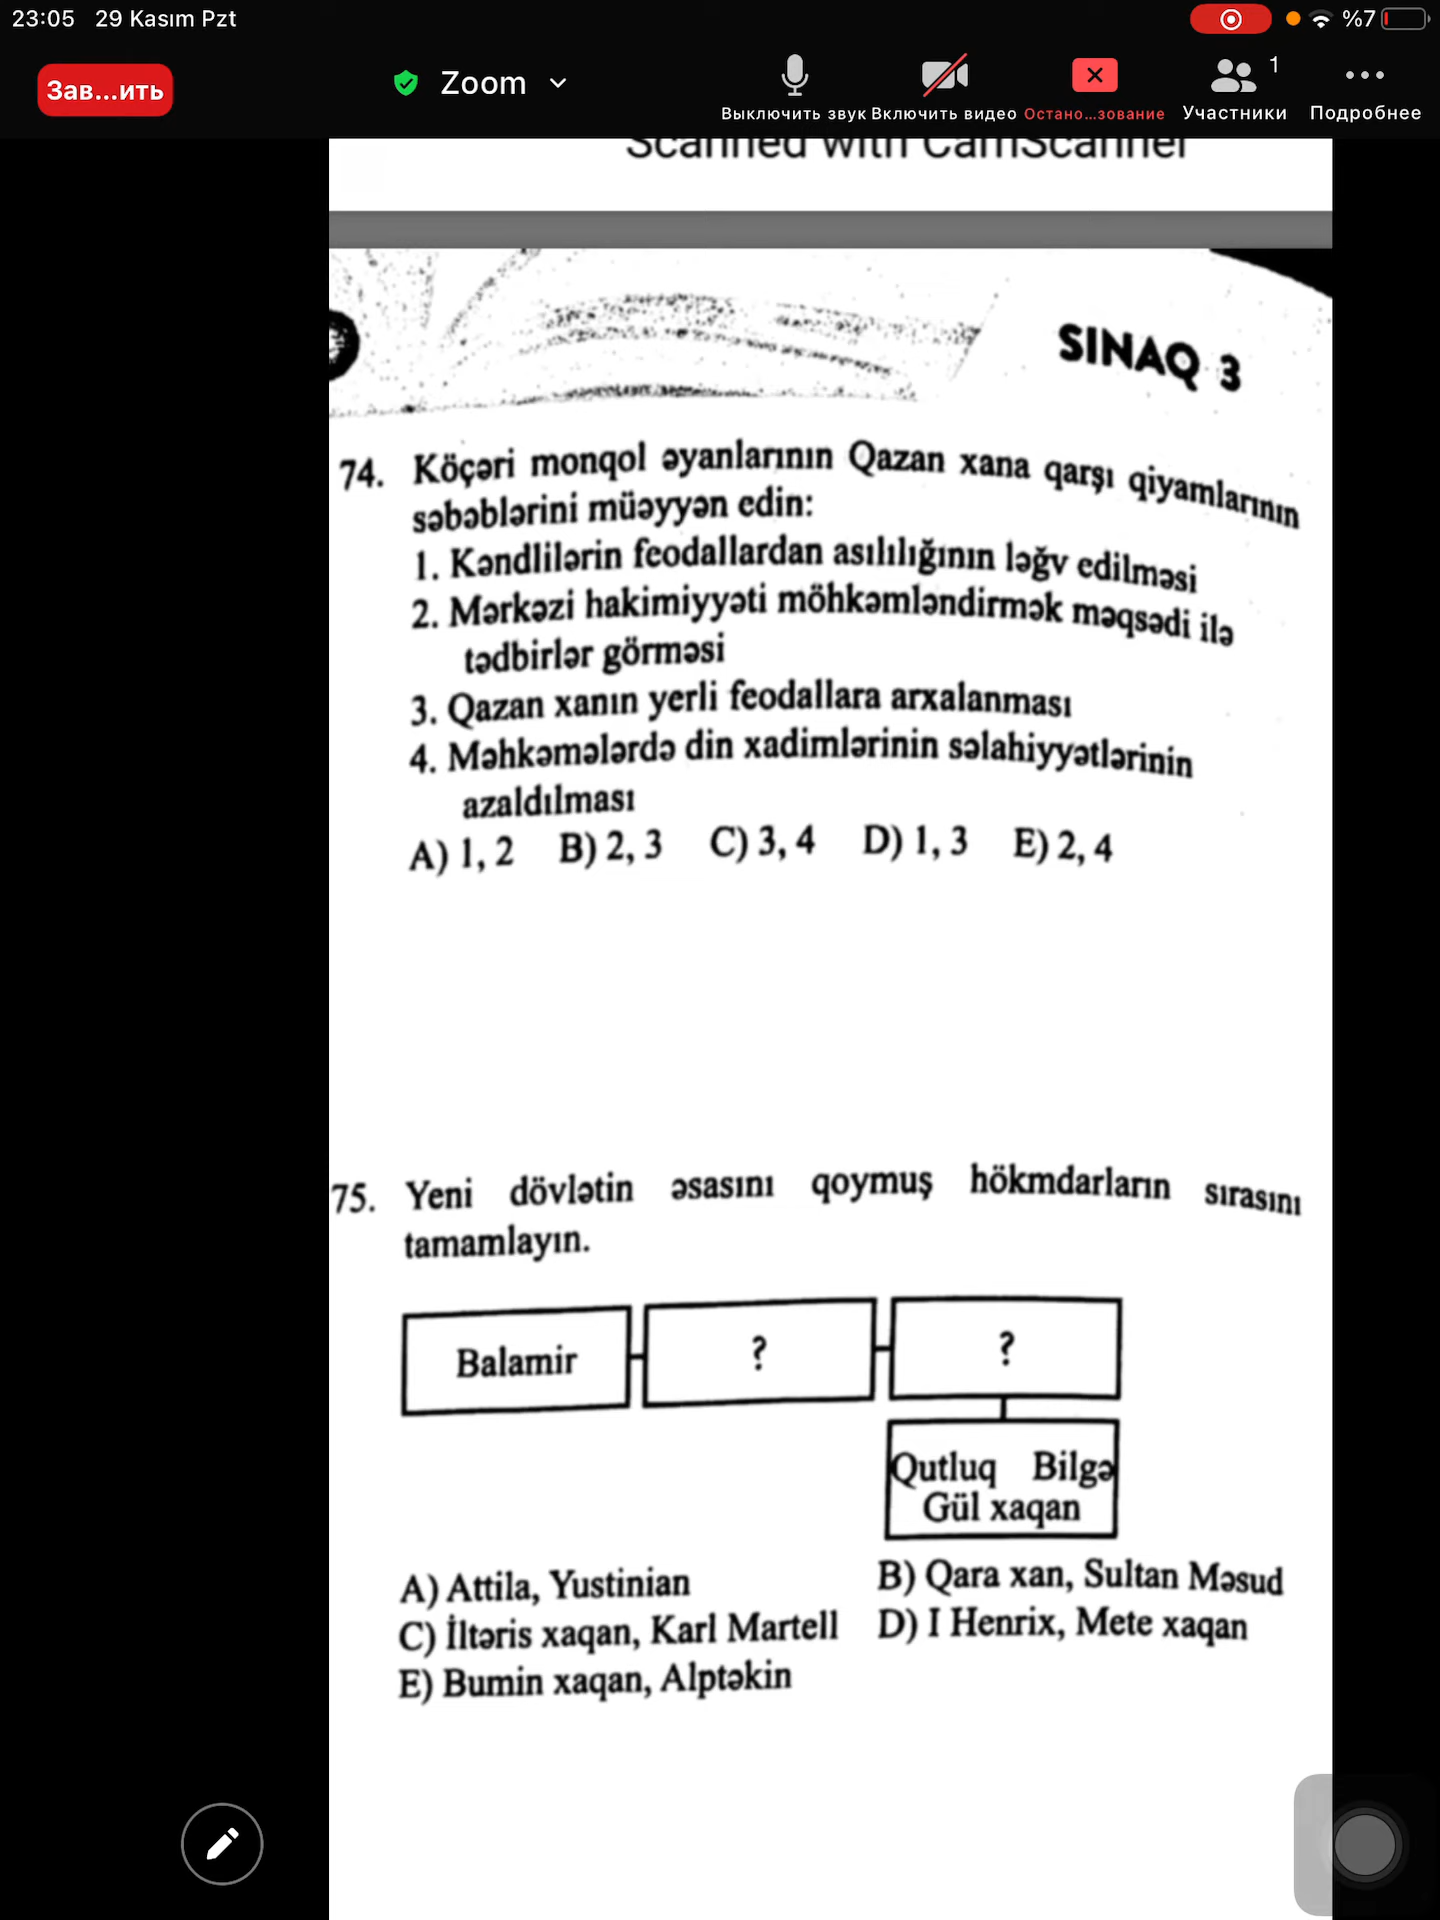 23:05 29 Kasım Pzt
%7
Зав...ить
Zoom
1
Выключить звук Включить видео Остано...зование Участники Подробнее
Scanned with CamScanner
SINAQ 3
74. Köçəri monqol əyanlarının Qazan xana qarşı qiyamlarının
səbəblərini müəyyən edin:
1. Kəndlilərin feodallardan asılılığının ləğv edilməsi
2. Mərkəzi hakimiyyəti möhkəmləndirmək məqsədi ilə
tədbirlər görməsi
3. Qazan xanın yerli feodallara arxalanması
4. Məhkəmələrdə din xadimlərinin səlahiyyətlərinin
azaldılması
A) 1, 2 B) 2, 3 C) 3, 4 D) 1, 3 E) 2, 4
75. Yeni dövlətin əsasını qoymuş hökmdarların sırasını
tamamlayın.
Balamir ? ?
Qutluq Bilgə
Gül xaqan
A) Attila, Yustinian B) Qara xan, Sultan Məsud
C) İltəris xaqan, Karl Martell D) I Henrix, Mete xaqan
E) Bumin xaqan, Alptəkin